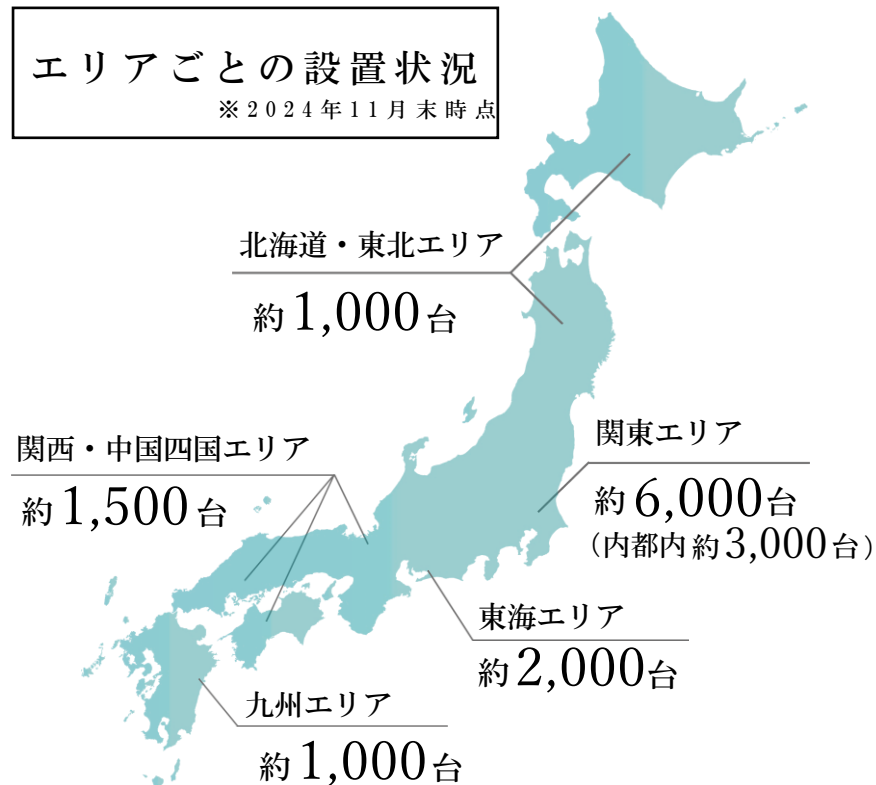 エリアごとの設置状況
※2024年11月末時点
北海道・東北エリア
約1,000台
関西・中国四国エリア
約1,500台
関東エリア
約6,000台
(内都内約3,000台)
東海エリア
約2,000台
九州エリア
約1,000台